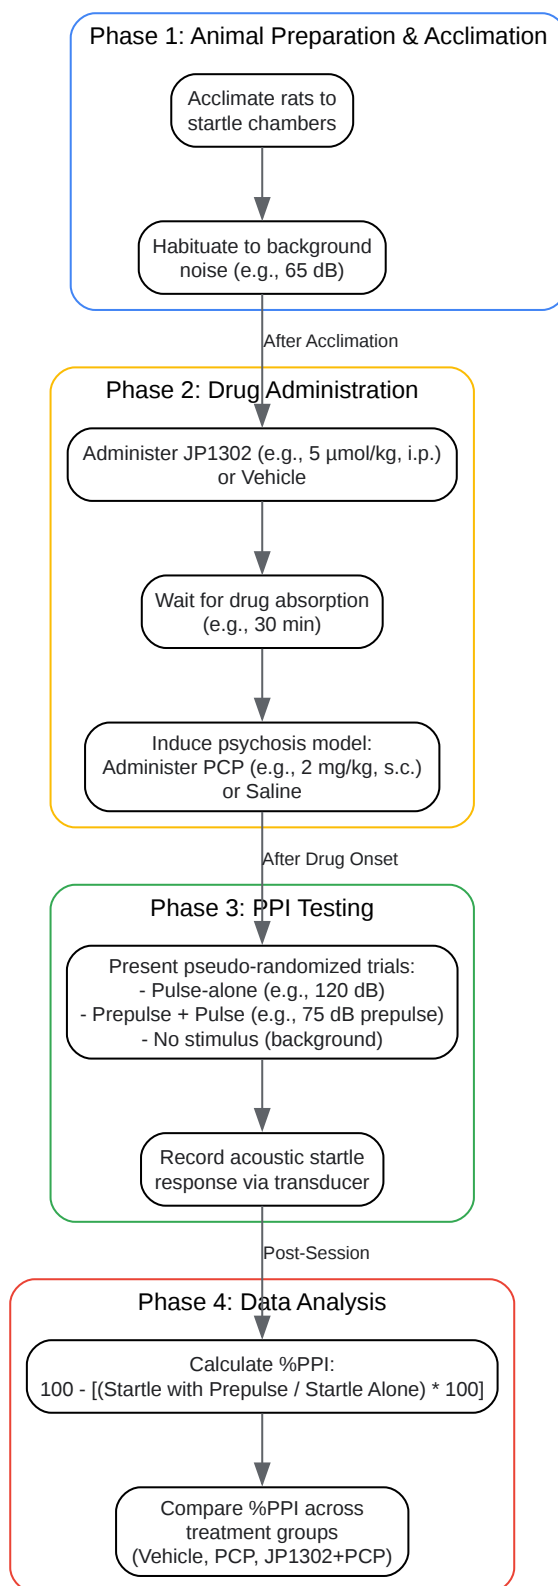 Phase 1: Animal Preparation & Acclimation
Acclimate rats to
startle chambers
Habituate to background
noise (e.g., 65 dB)
After Acclimation
Phase 2: Drug Administration
Administer JP1302 (e.g., 5 µmol/kg, i.p.)
or Vehicle
Wait for drug absorption
(e.g., 30 min)
Induce psychosis model:
Administer PCP (e.g., 2 mg/kg, s.c.)
or Saline
After Drug Onset
Phase 3: PPI Testing
Present pseudo-randomized trials:
- Pulse-alone (e.g., 120 dB)
- Prepulse + Pulse (e.g., 75 dB prepulse)
- No stimulus (background)
Record acoustic startle
response via transducer
Post-Session
Phase 4: Data Analysis
Calculate %PPI:
100 - [(Startle with Prepulse / Startle Alone) * 100]
Compare %PPI across
treatment groups
(Vehicle, PCP, JP1302+PCP)